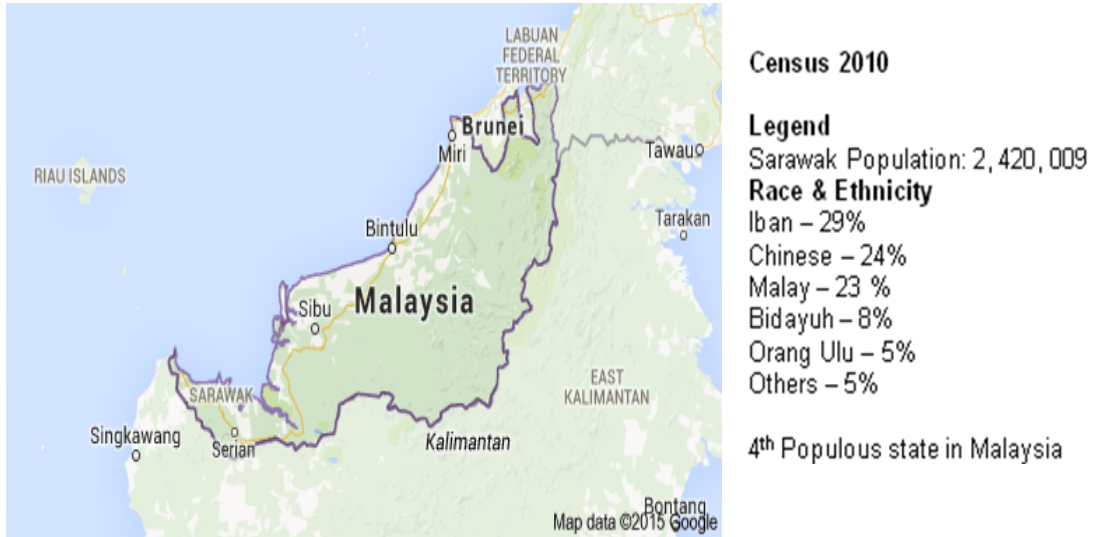 LABUAN
FEDERAL
TERRITORY
Brunei
Miri
Tawau
RIAU ISLANDS
Tarakan
Bintulu
Malaysia
Sibu
EAST
KALIMANTAN
SARAWAK
Singkawang
Serian
Kalimantan
Bontang
Map data ©2015 Google
Census 2010
Legend
Sarawak Population: 2, 420, 009
Race & Ethnicity
Iban – 29%
Chinese – 24%
Malay – 23 %
Bidayuh – 8%
Orang Ulu – 5%
Others – 5%
4th Populous state in Malaysia